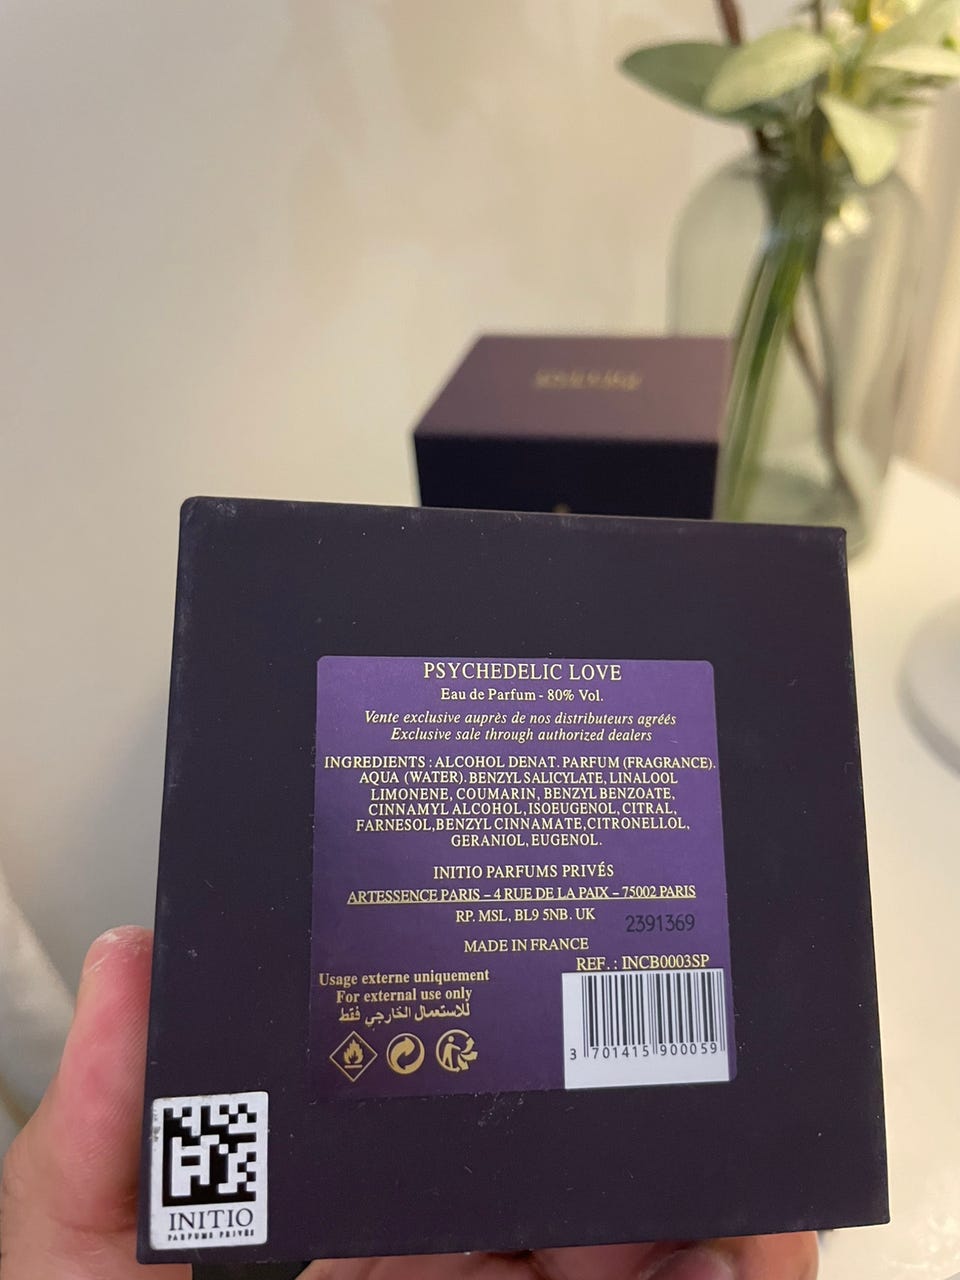 PSYCHEDELIC LOVE
Eau de Parfum - 80% Vol.
Vente exclusive auprès de nos distributeurs agréés
Exclusive sale through authorized dealers
INGREDIENTS : ALCOHOL DENAT. PARFUM (FRAGRANCE).
AQUA (WATER). BENZYL SALICYLATE, LINALOOL
LIMONENE, COUMARIN, BENZYL BENZOATE,
CINNAMYL ALCOHOL, ISOEUGENOL, CITRAL,
FARNESOL, BENZYL CINNAMATE, CITRONELLOL,
GERANIOL, EUGENOL.
INITIO PARFUMS PRIVÉS
ARTESSENCE PARIS – 4 RUE DE LA PAIX – 75002 PARIS
RP. MSL, BL9 5NB. UK
2391369
MADE IN FRANCE
REF. : INCB0003SP
Usage externe uniquement
For external use only
للاستعمال الخارجي فقط
3 701415 900059
INITIO
PARFUMS PRIVÉS